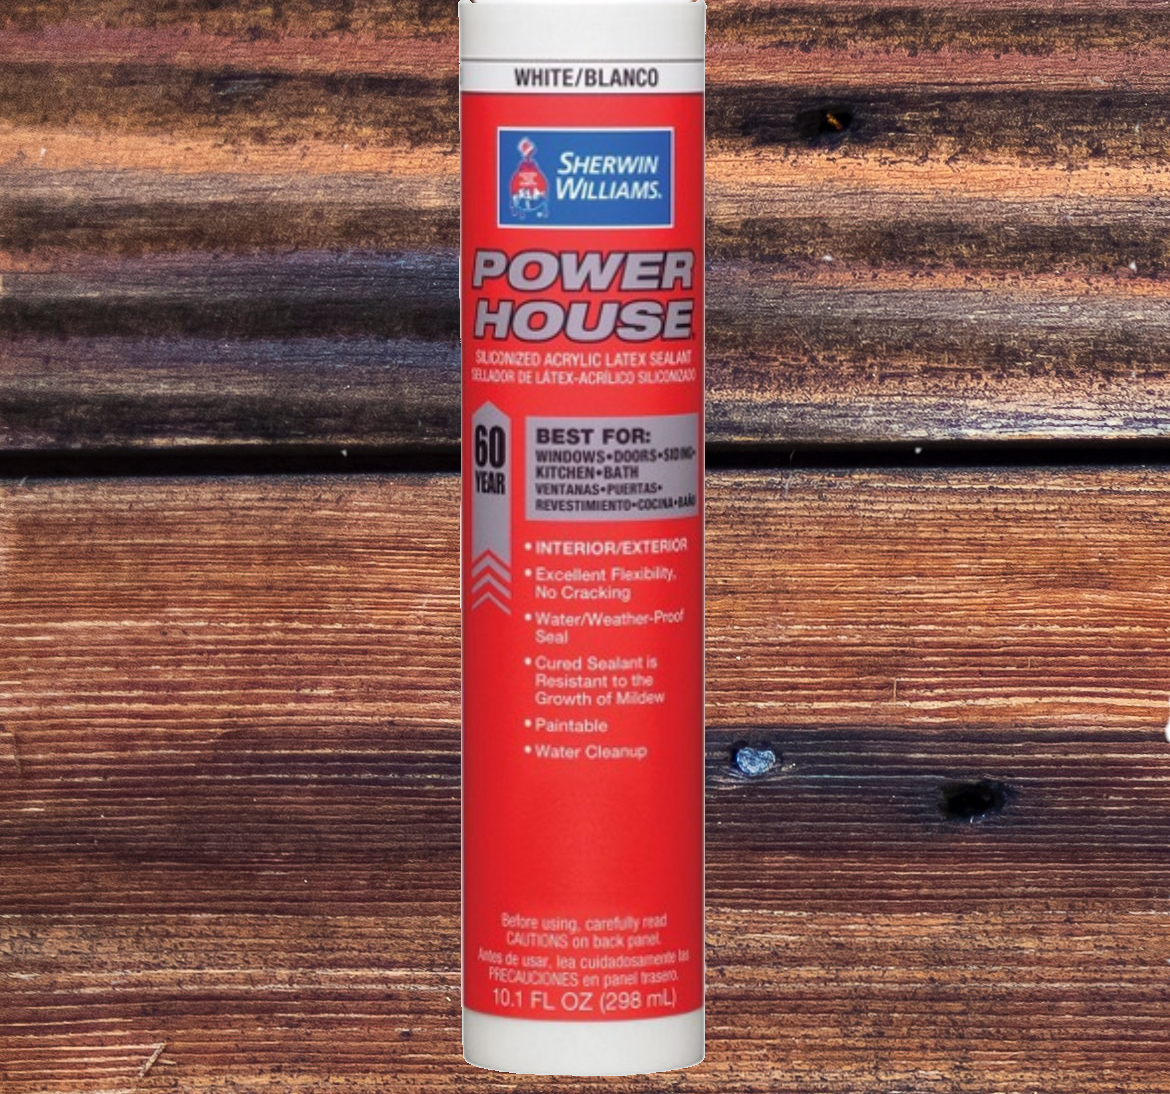 WHITE/BLANCO
SHERWIN
WILLIAMS.
POWER
HOUSE
SILICONIZED ACRYLIC LATEX SEALANT
SELLADOR DE LÁTEX-ACRÍLICO SILICONIZADO
60
YEAR
BEST FOR:
WINDOWS•DOORS•SIDING•
KITCHEN•BATH
VENTANAS•PUERTAS•
REVESTIMIENTO•COCINA•BAÑO
• INTERIOR/EXTERIOR
• Excellent Flexibility,
No Cracking
• Water/Weather-Proof
Seal
• Cured Sealant is
Resistant to the
Growth of Mildew
• Paintable
• Water Cleanup
Before using, carefully read
CAUTIONS on back panel.
Antes de usar, lea cuidadosamente las
PRECAUCIONES en panel trasero.
10.1 FL OZ (298 mL)